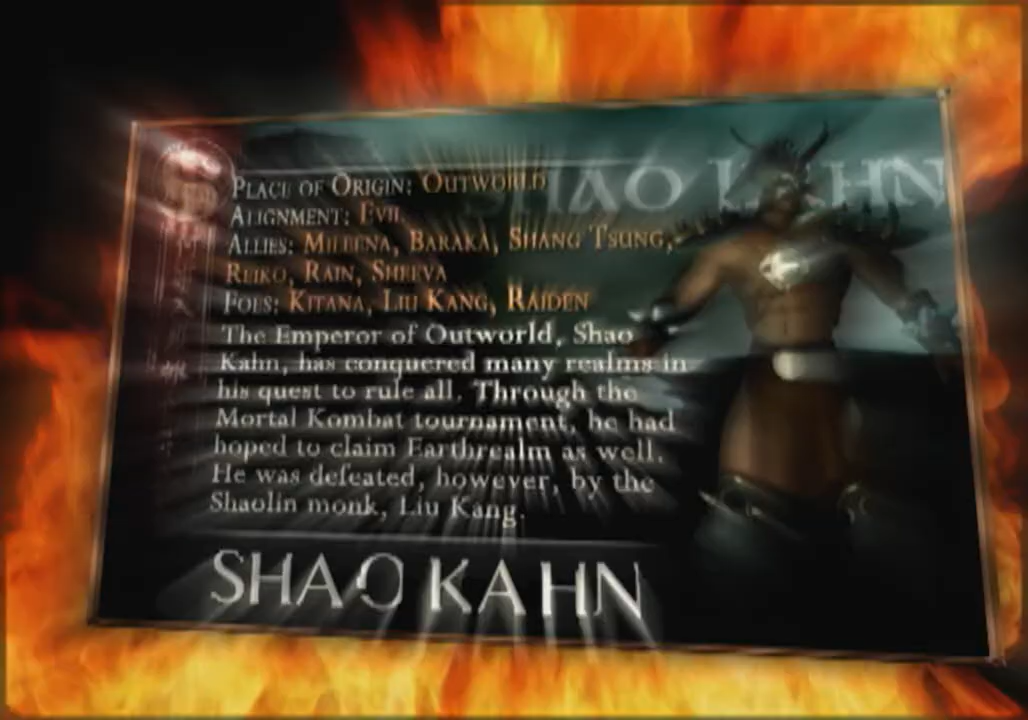 SHAO KAHN
PLACE OF ORIGIN: OUTWORLD
ALIGNMENT: EVIL
ALLIES: MILEENA, BARAKA, SHANG TSUNG,
REIKO, RAIN, SHEEVA
FOES: KITANA, LIU KANG, RAIDEN
The Emperor of Outworld, Shao
Kahn, has conquered many realms in
his quest to rule all. Through the
Mortal Kombat tournament, he had
hoped to claim Earthrealm as well.
He was defeated, however, by the
Shaolin monk, Liu Kang.
SHAO KAHN